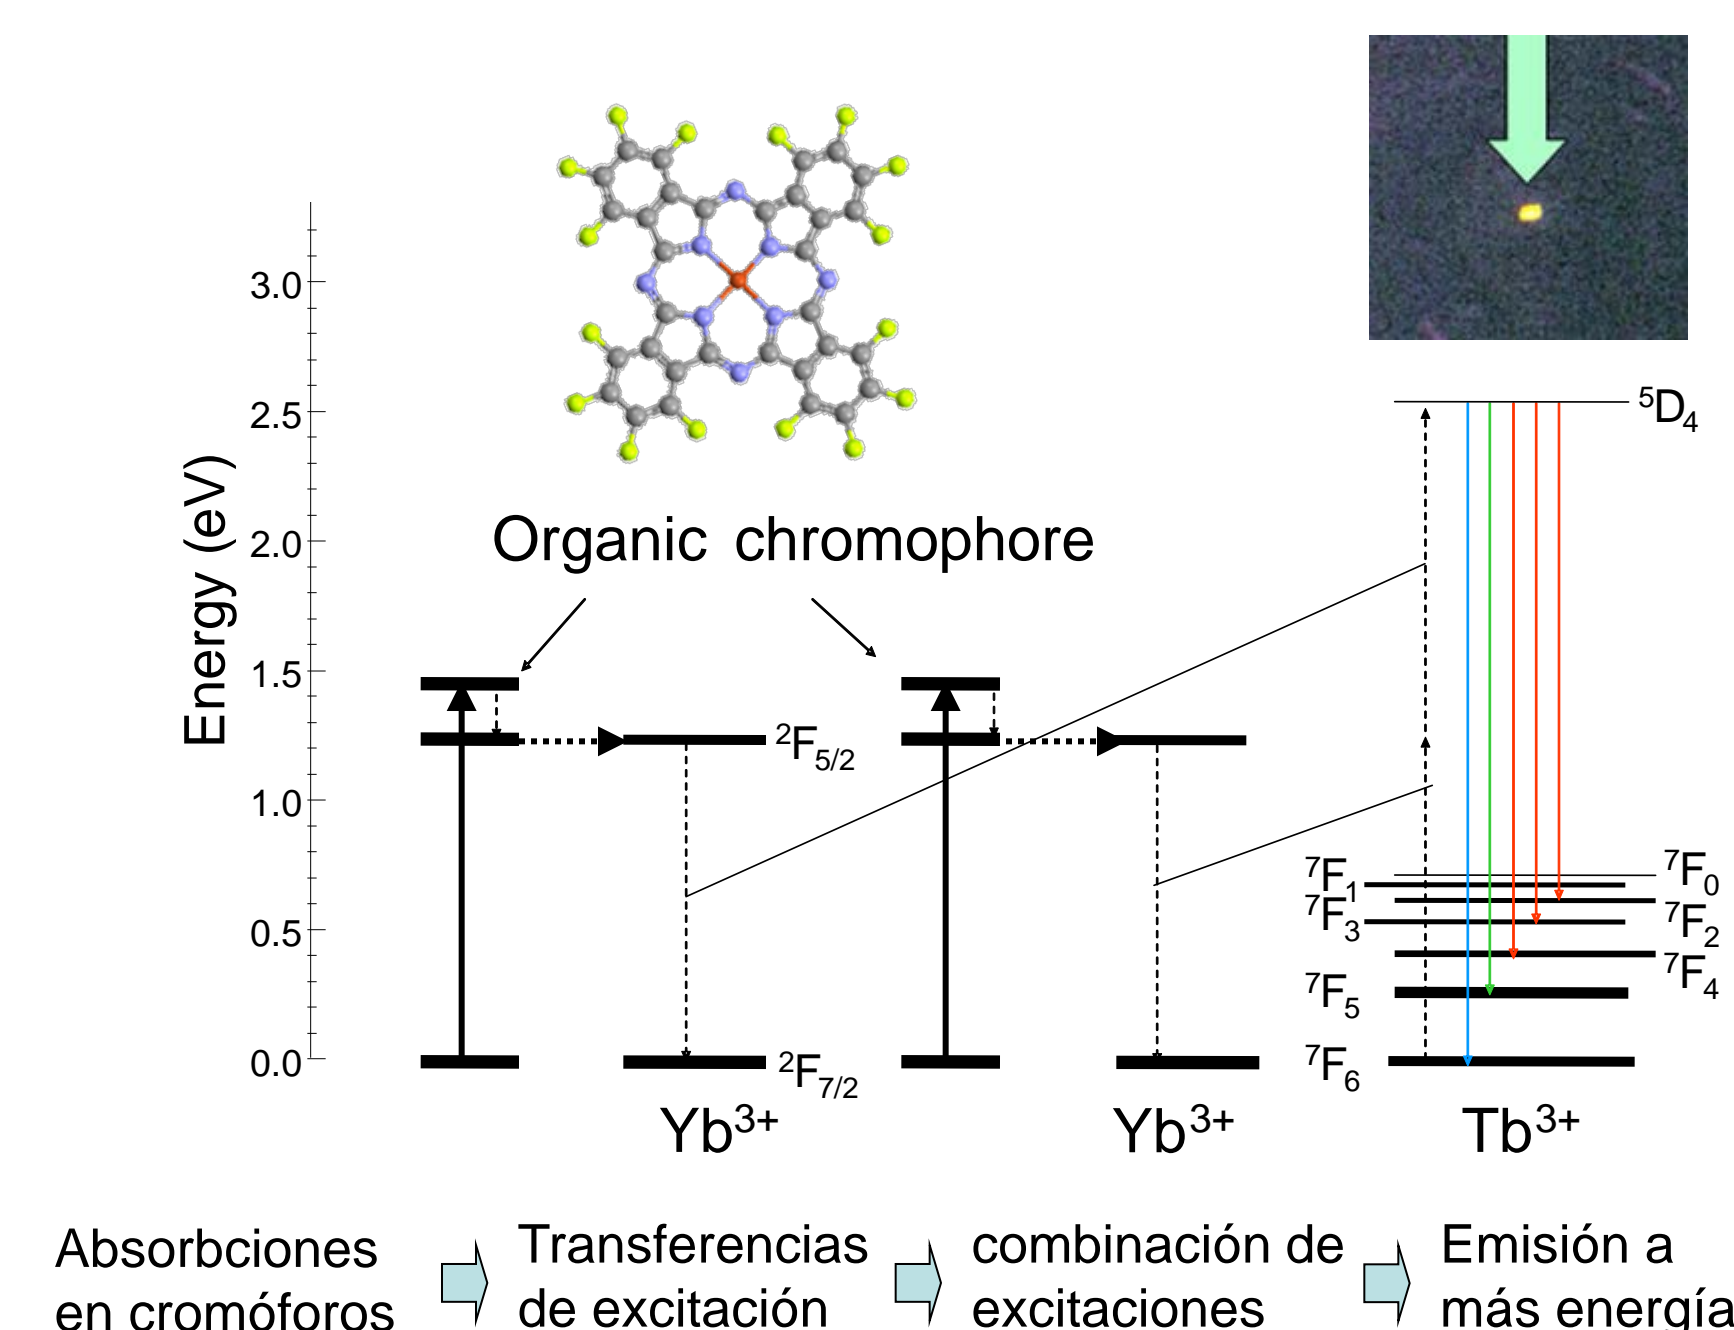 3.0
2.5
2.0
1.5
1.0
0.5
0.0
Energy (eV)
Organic chromophore
²F₅/₂
²F₇/₂
Yb³⁺
Yb³⁺
Tb³⁺
⁵D₄
⁷F₁
⁷F₀
⁷F₃
⁷F₂
⁷F₄
⁷F₅
⁷F₆
Absorbciones
en cromóforos
Transferencias
de excitación
combinación de
excitaciones
Emisión a
más energía